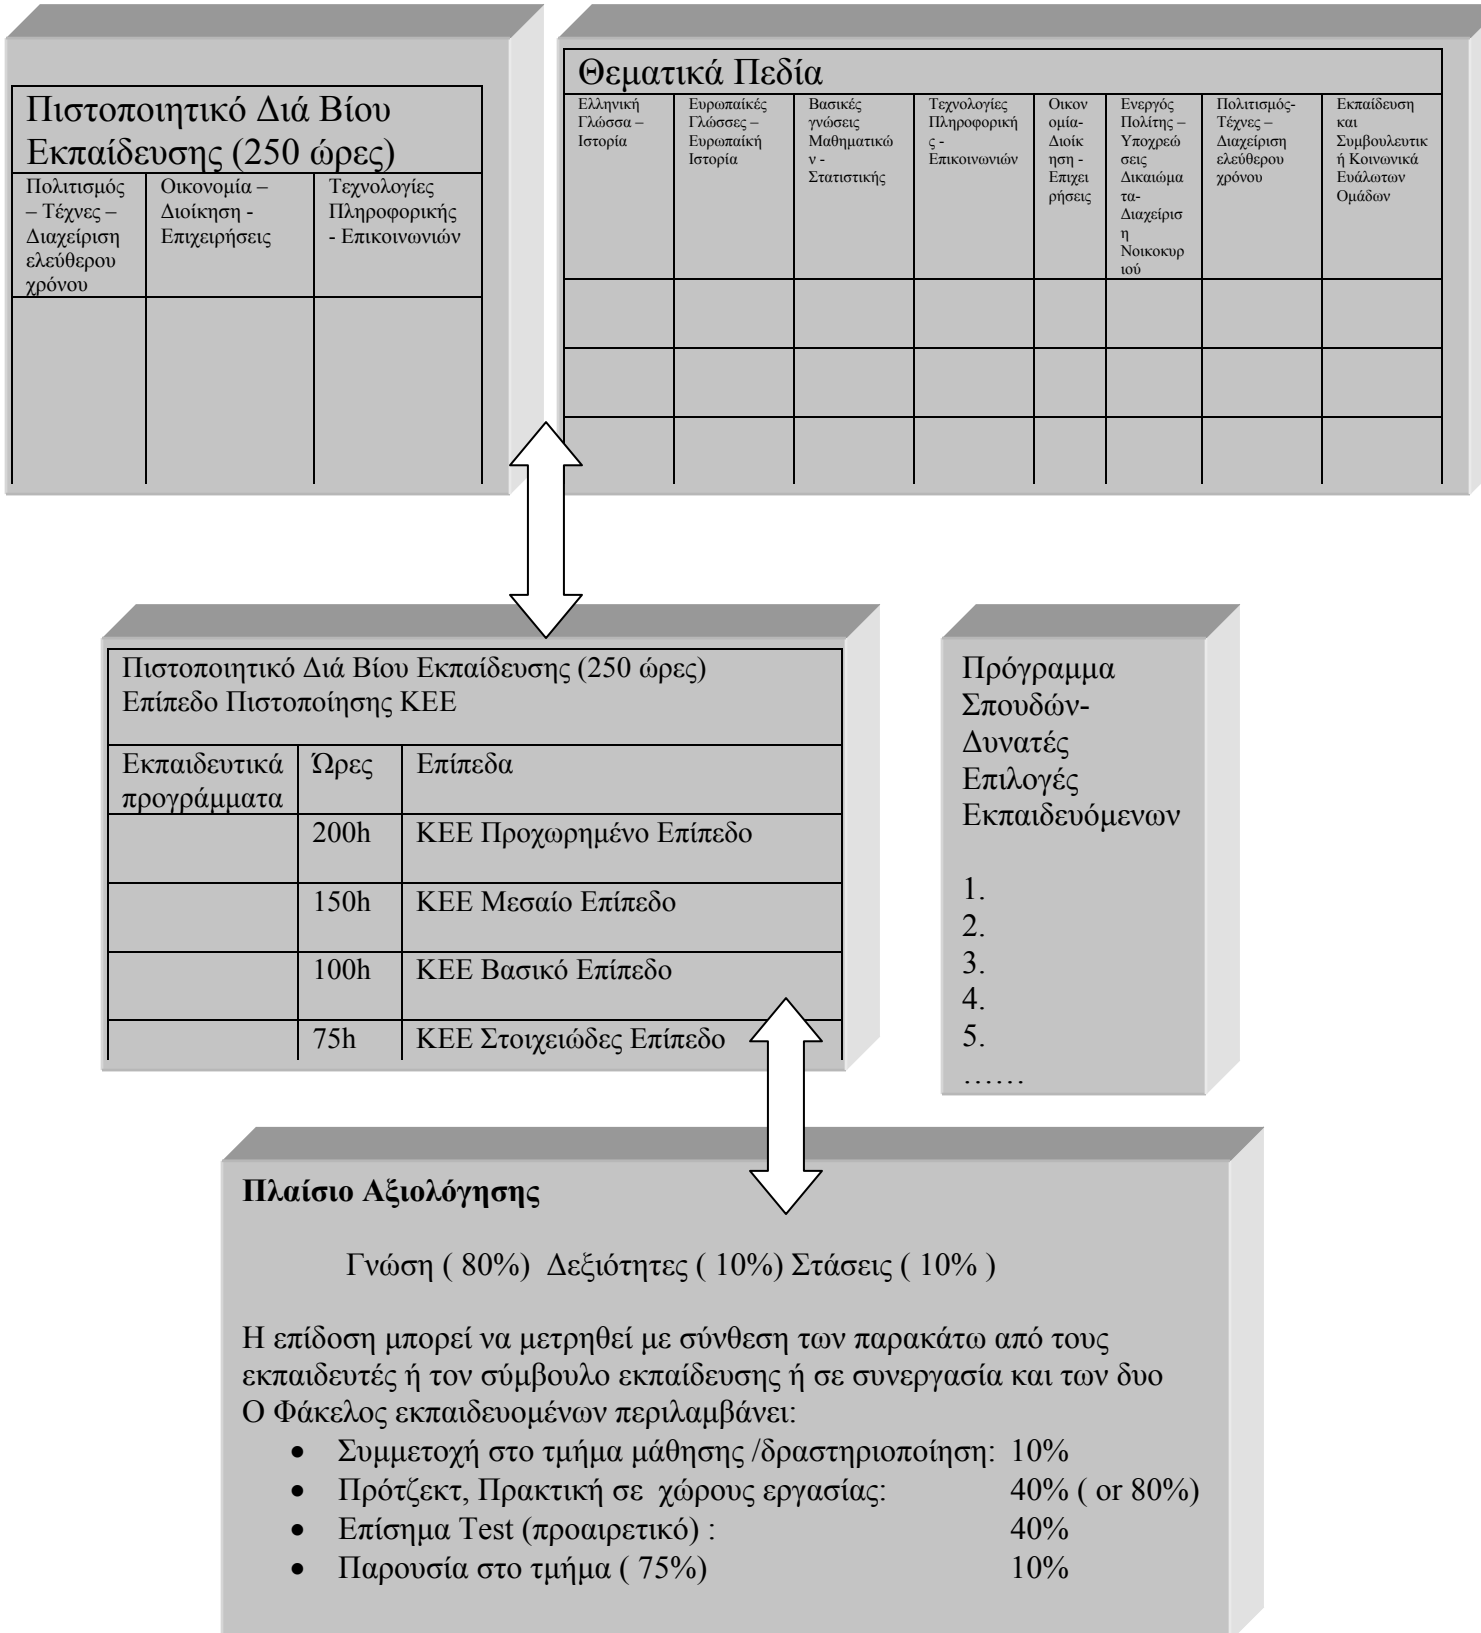 Πιστοποιητικό Διά Βίου
Εκπαίδευσης (250 ώρες)
Πολιτισμός
– Τέχνες –
Διαχείριση
ελεύθερου
χρόνου
Οικονομία –
Διοίκηση -
Επιχειρήσεις
Τεχνολογίες
Πληροφορικής
- Επικοινωνιών
Θεματικά Πεδία
Ελληνική
Γλώσσα –
Ιστορία
Ευρωπαίκές
Γλώσσες –
Ευρωπαίκή
Ιστορία
Βασικές
γνώσεις
Μαθηματικώ
ν -
Στατιστικής
Τεχνολογίες
Πληροφορική
ς -
Επικοινωνιών
Οικον
ομία-
Διοίκ
ηση -
Επιχει
ρήσεις
Ενεργός
Πολίτης –
Υποχρεώ
σεις
Δικαιώμα
τα-
Διαχείρισ
η
Νοικοκυρ
ιού
Πολιτισμός-
Τέχνες –
Διαχείριση
ελεύθερου
χρόνου
Εκπαίδευση
και
Συμβουλευτικ
ή Κοινωνικά
Ευάλωτων
Ομάδων
Πιστοποιητικό Διά Βίου Εκπαίδευσης (250 ώρες)
Επίπεδο Πιστοποίησης ΚΕΕ
Εκπαιδευτικά
προγράμματα
Ώρες
Επίπεδα
200h ΚΕΕ Προχωρημένο Επίπεδο
150h ΚΕΕ Μεσαίο Επίπεδο
100h ΚΕΕ Βασικό Επίπεδο
75h ΚΕΕ Στοιχειώδες Επίπεδο
Πρόγραμμα
Σπουδών-
Δυνατές
Επιλογές
Εκπαιδευόμενων
1.
2.
3.
4.
5.
……
Πλαίσιο Αξιολόγησης
Γνώση ( 80%) Δεξιότητες ( 10%) Στάσεις ( 10% )
Η επίδοση μπορεί να μετρηθεί με σύνθεση των παρακάτω από τους
εκπαιδευτές ή τον σύμβουλο εκπαίδευσης ή σε συνεργασία και των δυο
Ο Φάκελος εκπαιδευομένων περιλαμβάνει:
• Συμμετοχή στο τμήμα μάθησης /δραστηριοποίηση: 10%
• Πρότζεκτ, Πρακτική σε χώρους εργασίας: 40% ( or 80%)
• Επίσημα Test (προαιρετικό) : 40%
• Παρουσία στο τμήμα ( 75%) 10%